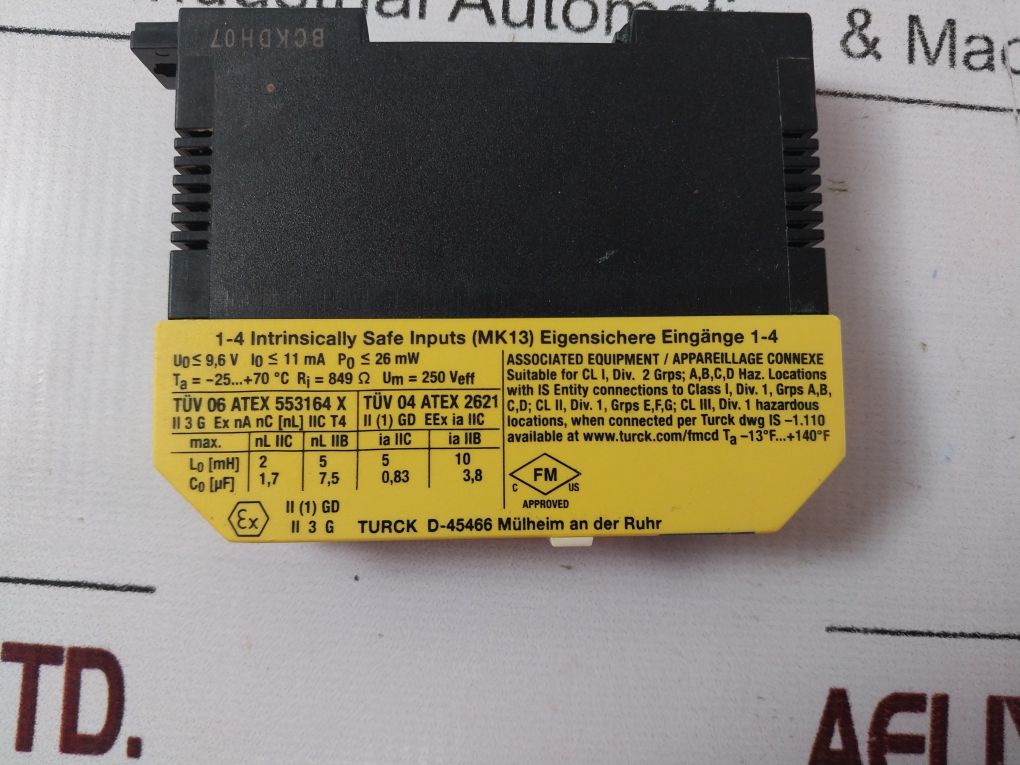 Industrial Automation
& Mac
BCKDH07
1-4 Intrinsically Safe Inputs (MK13) Eigensichere Eingänge 1-4
U0 ≤ 9,6 V I0 ≤ 11 mA P0 ≤ 26 mW
Ta = –25...+70 °C Ri = 849 Ω Um = 250 Veff
TÜV 06 ATEX 553164 X TÜV 04 ATEX 2621
II 3 G Ex nA nC [nL] IIC T4 II (1) GD EEx ia IIC
max. nL IIC nL IIB ia IIC ia IIB
L0 [mH] 2 5 5 10
C0 [µF] 1,7 7,5 0,83 3,8
ASSOCIATED EQUIPMENT / APPAREILLAGE CONNEXE
Suitable for CL I, Div. 2 Grps; A,B,C,D Haz. Locations
with IS Entity connections to Class I, Div. 1, Grps A,B,
C,D; CL II, Div. 1, Grps E,F,G; CL III, Div. 1 hazardous
locations, when connected per Turck dwg IS –1.110
available at www.turck.com/fmcd Ta –13°F...+140°F
C FM US
APPROVED
Ex II (1) GD
II 3 G TURCK D-45466 Mülheim an der Ruhr
TD.